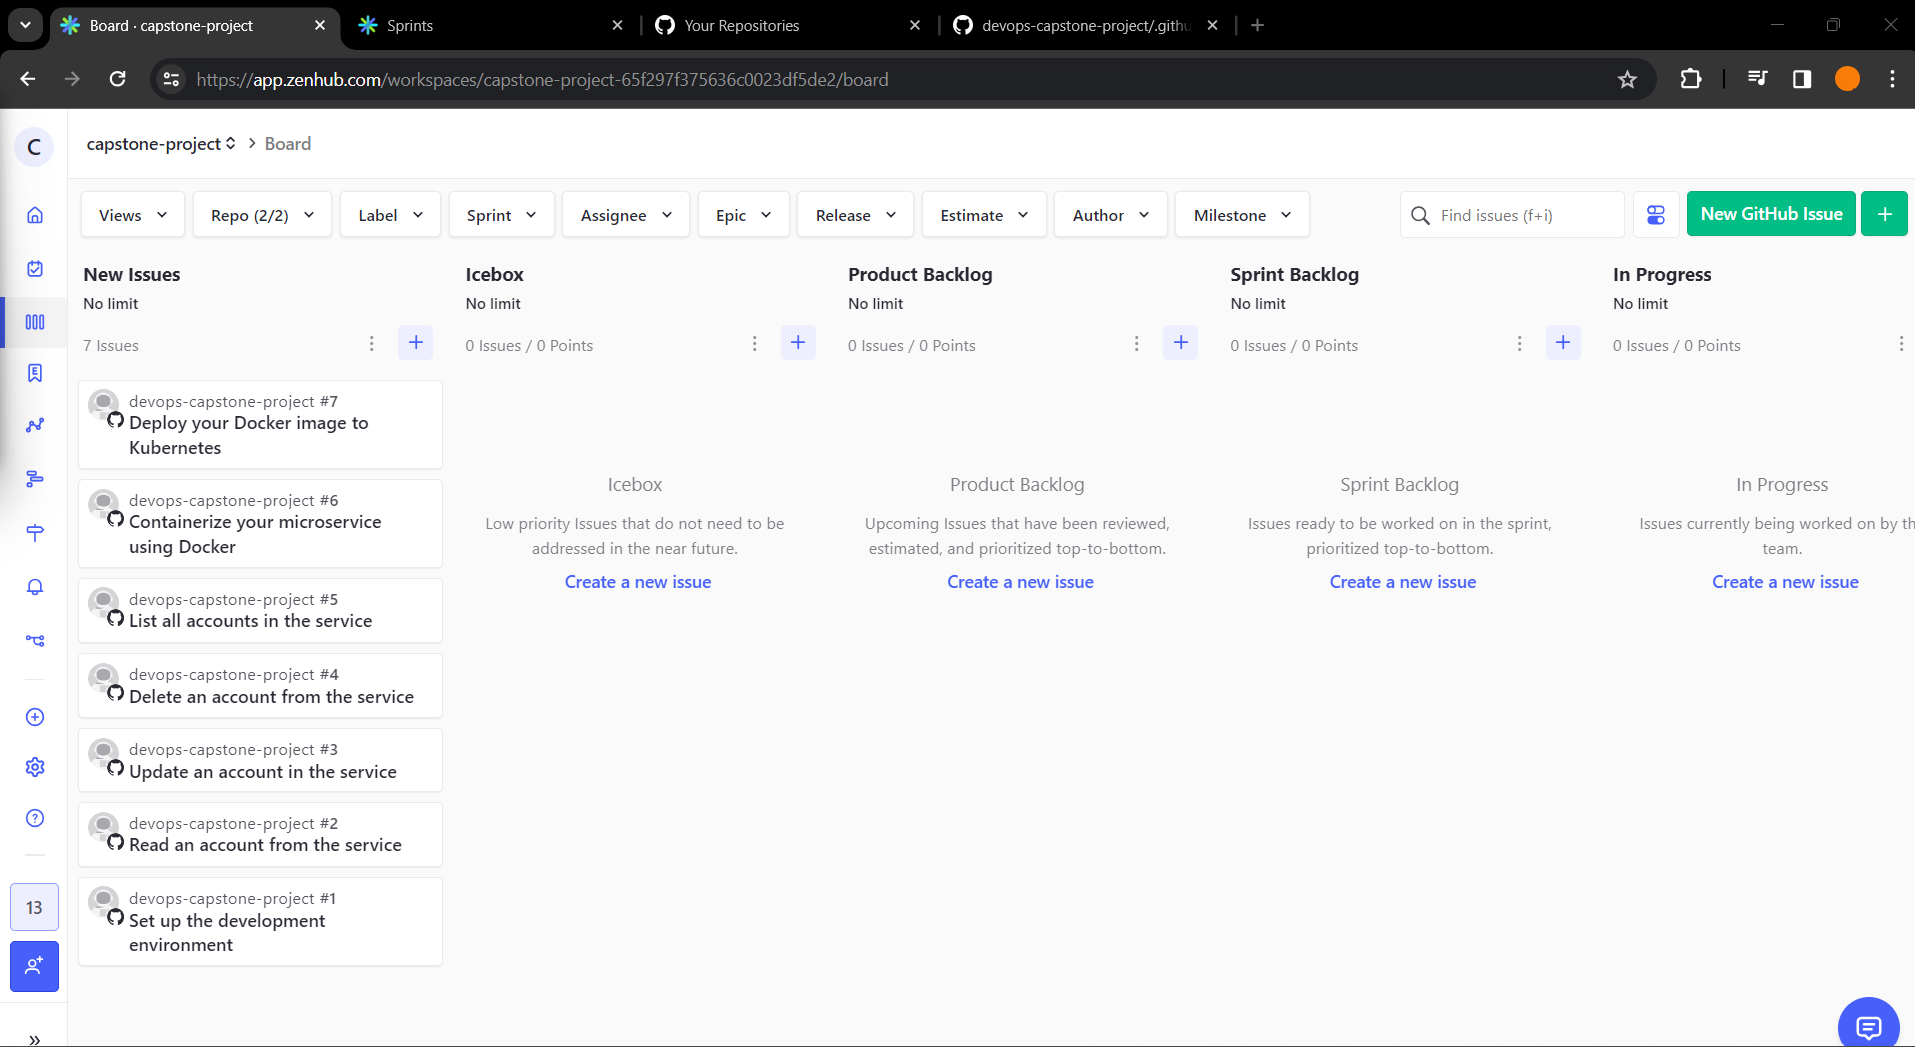 Board · capstone-project
Sprints
Your Repositories
devops-capstone-project/.githu
https://app.zenhub.com/workspaces/capstone-project-65f297f375636c0023df5de2/board
C
capstone-project > Board
Views
Repo (2/2)
Label
Sprint
Assignee
Epic
Release
Estimate
Author
Milestone
Find issues (f+i)
New GitHub Issue
+
New Issues
No limit
7 Issues
Icebox
No limit
0 Issues / 0 Points
Product Backlog
No limit
0 Issues / 0 Points
Sprint Backlog
No limit
0 Issues / 0 Points
In Progress
No limit
0 Issues / 0 Points
devops-capstone-project #7
Deploy your Docker image to
Kubernetes
devops-capstone-project #6
Containerize your microservice
using Docker
devops-capstone-project #5
List all accounts in the service
devops-capstone-project #4
Delete an account from the service
devops-capstone-project #3
Update an account in the service
devops-capstone-project #2
Read an account from the service
devops-capstone-project #1
Set up the development
environment
Icebox
Low priority Issues that do not need to be
addressed in the near future.
Create a new issue
Product Backlog
Upcoming Issues that have been reviewed,
estimated, and prioritized top-to-bottom.
Create a new issue
Sprint Backlog
Issues ready to be worked on in the sprint,
prioritized top-to-bottom.
Create a new issue
In Progress
Issues currently being worked on by th
team.
Create a new issue
13